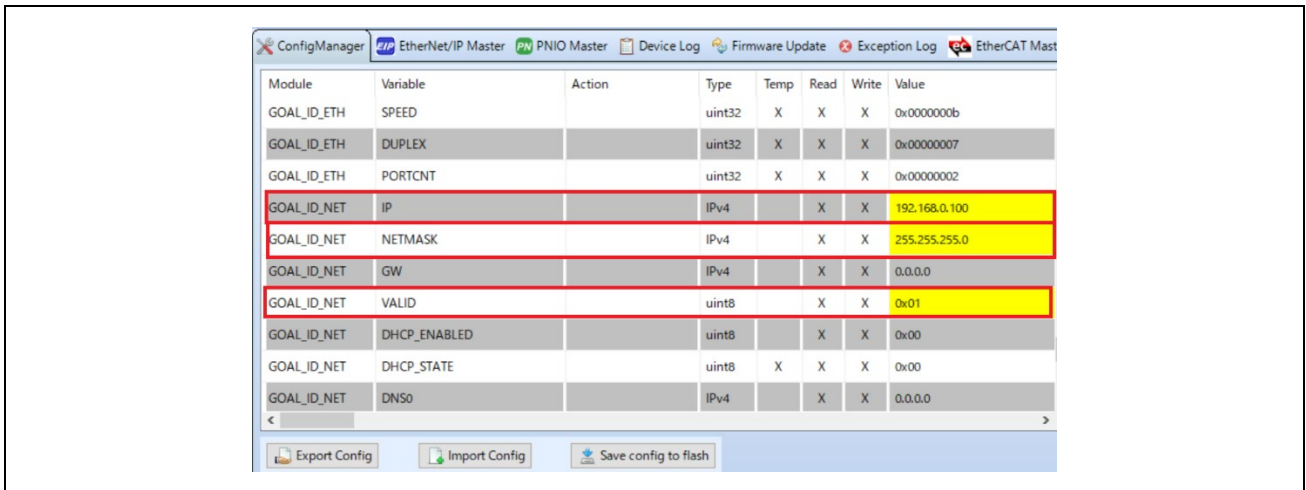 ConfigManager EIP EtherNet/IP Master PN PNIO Master Device Log Firmware Update Exception Log EC EtherCAT Mast
Module Variable Action Type Temp Read Write Value
GOAL_ID_ETH SPEED uint32 X X X 0x0000000b
GOAL_ID_ETH DUPLEX uint32 X X X 0x00000007
GOAL_ID_ETH PORTCNT uint32 X X X 0x00000002
GOAL_ID_NET IP IPv4 X X 192.168.0.100
GOAL_ID_NET NETMASK IPv4 X X 255.255.255.0
GOAL_ID_NET GW IPv4 X X 0.0.0.0
GOAL_ID_NET VALID uint8 X X 0x01
GOAL_ID_NET DHCP_ENABLED uint8 X X 0x00
GOAL_ID_NET DHCP_STATE uint8 X X X 0x00
GOAL_ID_NET DNS0 IPv4 X X 0.0.0.0
Export Config Import Config Save config to flash